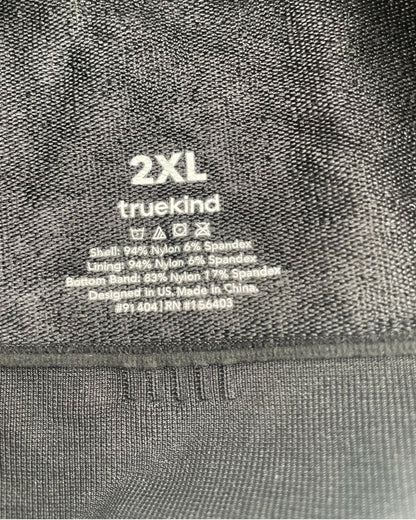 2XL
truekind
Shell: 94% Nylon 6% Spandex
Lining: 94% Nylon 6% Spandex
Bottom Band: 83% Nylon 17% Spandex
Designed in US. Made in China.
#91404 | RN #156403